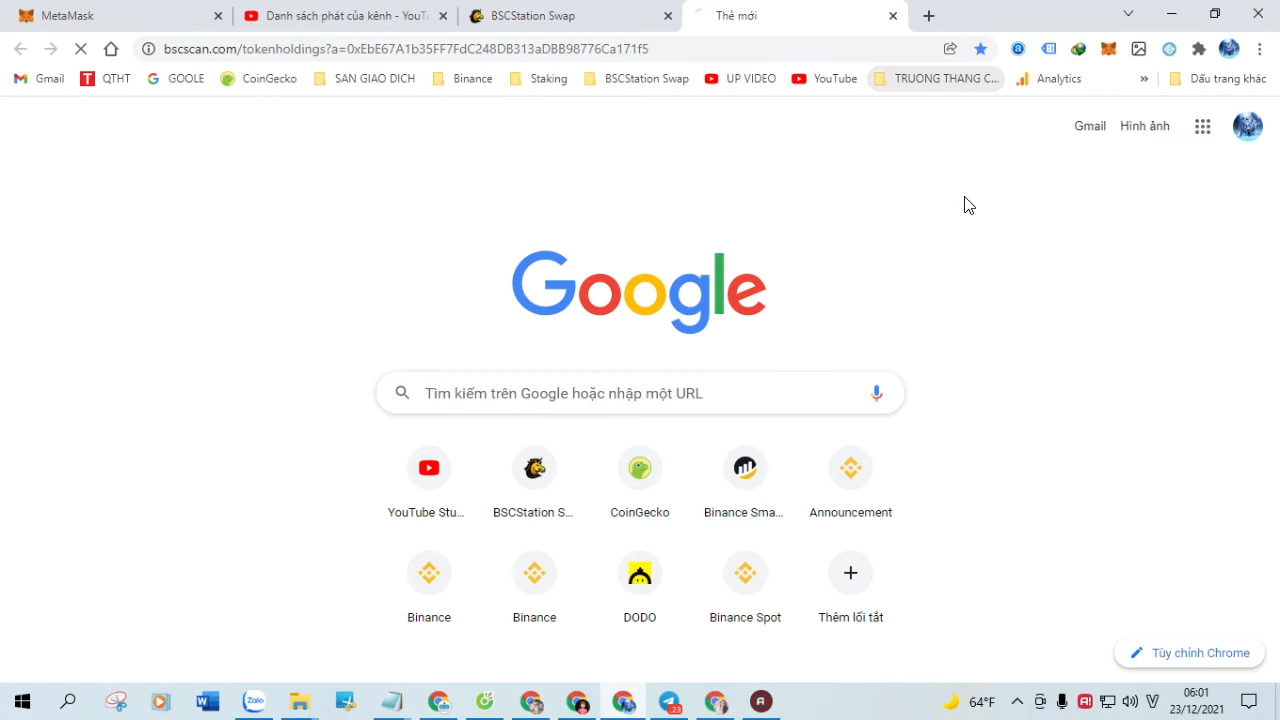 MetaMask
Danh sách phát của kênh - YouTu
BSCStation Swap
Thẻ mới
bscscan.com/tokenholdings?a=0xEbE67A1b35FF7FdC248DB313aDBB98776Ca171f5
Gmail
QTHT
GOOLE
CoinGecko
SAN GIAO DICH
Binance
Staking
BSCStation Swap
UP VIDEO
YouTube
TRUONG THANG C...
Analytics
»
Dấu trang khác
Gmail
Hình ảnh
Google
Tìm kiếm trên Google hoặc nhập một URL
YouTube Stu...
BSCStation S...
CoinGecko
Binance Sma...
Announcement
Binance
Binance
DODO
Binance Spot
Thêm lối tắt
Tùy chỉnh Chrome
Zalo
23
64°F
06:01
23/12/2021